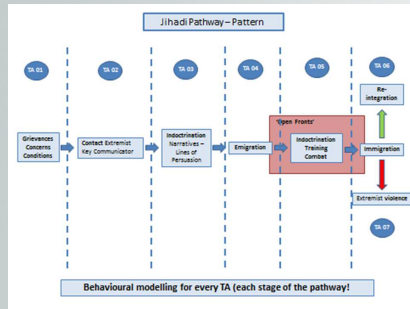 Jihadi Pathway – Pattern
TA 01
TA 02
TA 03
TA 04
TA 05
TA 06
Re-
integration
'Open Fronts'
Grievances
Concerns
Conditions
Contact Extremist
Key Communicator
Indoctrination
Narratives –
Lines of
Persuasion
Emigration
Indoctrination
Training
Combat
Immigration
Extremist violence
TA 07
Behavioural modelling for every TA (each stage of the pathway!